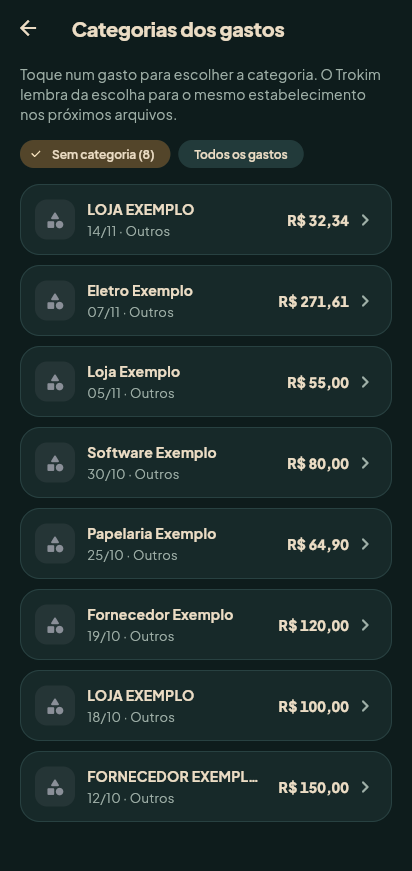 Categorias dos gastos
Toque num gasto para escolher a categoria. O Trokim
lembra da escolha para o mesmo estabelecimento
nos próximos arquivos.
Sem categoria (8)
Todos os gastos
LOJA EXEMPLO
14/11 · Outros
R$ 32,34
Eletro Exemplo
07/11 · Outros
R$ 271,61
Loja Exemplo
05/11 · Outros
R$ 55,00
Software Exemplo
30/10 · Outros
R$ 80,00
Papelaria Exemplo
25/10 · Outros
R$ 64,90
Fornecedor Exemplo
19/10 · Outros
R$ 120,00
LOJA EXEMPLO
18/10 · Outros
R$ 100,00
FORNECEDOR EXEMPL...
12/10 · Outros
R$ 150,00